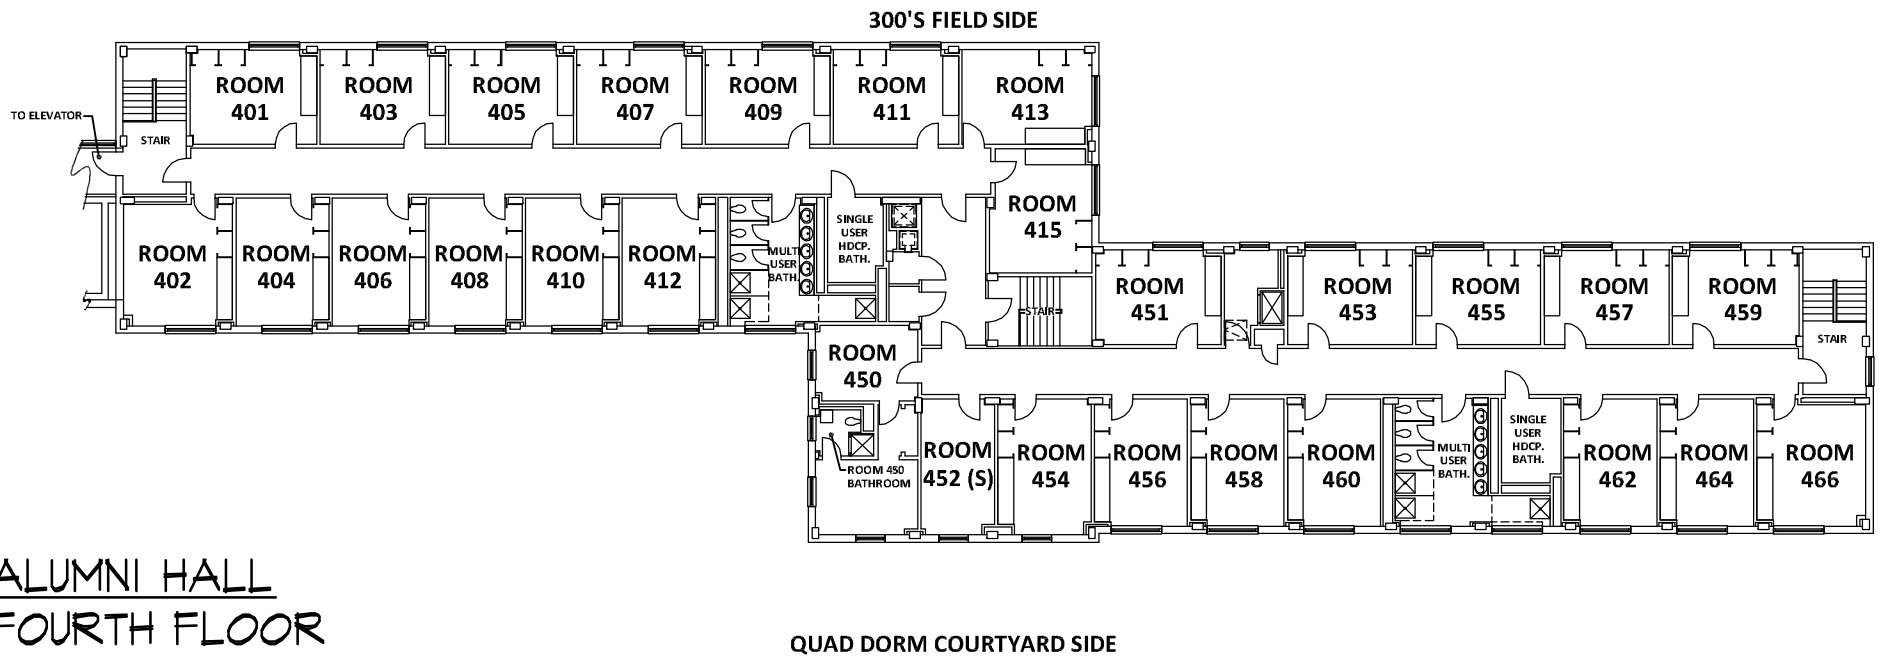 300'S FIELD SIDE
ROOM
401
ROOM
403
ROOM
405
ROOM
407
ROOM
409
ROOM
411
ROOM
413
TO ELEVATOR
STAIR
ROOM
402
ROOM
404
ROOM
406
ROOM
408
ROOM
410
ROOM
412
MULTI
USER
BATH.
SINGLE
USER
HDCP.
BATH.
ROOM
415
STAIR
ROOM
451
ROOM
453
ROOM
455
ROOM
457
ROOM
459
STAIR
ROOM
450
ROOM 450
BATHROOM
ROOM
452 (S)
ROOM
454
ROOM
456
ROOM
458
ROOM
460
MULTI
USER
BATH.
SINGLE
USER
HDCP.
BATH.
ROOM
462
ROOM
464
ROOM
466
ALUMNI HALL
FOURTH FLOOR
QUAD DORM COURTYARD SIDE